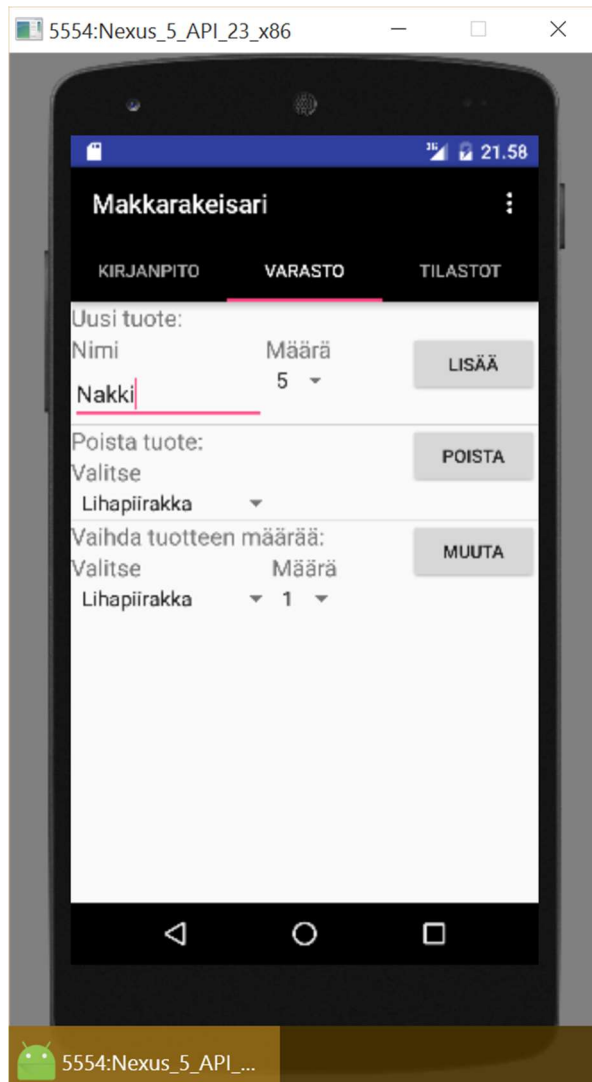 5554:Nexus_5_API_23_x86
21.58
Makkarakeisari
KIRJANPITO VARASTO TILASTOT
Uusi tuote:
Nimi Määrä
LISÄÄ
Nakki 5
Poista tuote:
POISTA
Valitse
Lihapiirakka
Vaihda tuotteen määrää:
MUUTA
Valitse Määrä
Lihapiirakka 1
5554:Nexus_5_API_...